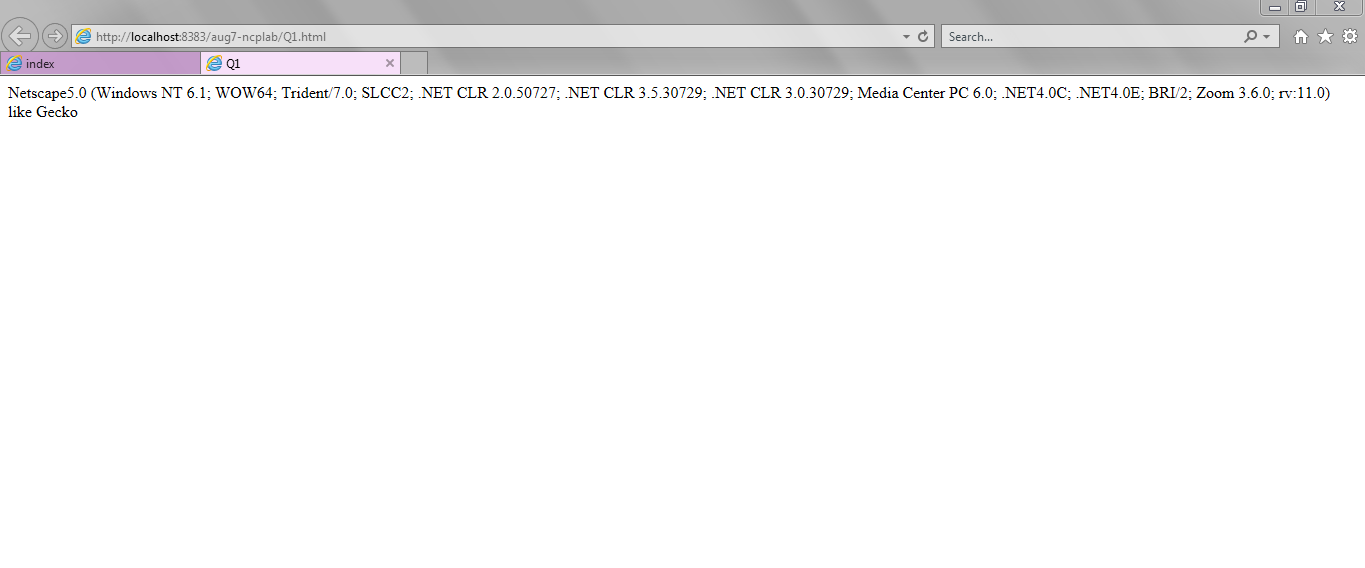 http://localhost:8383/aug7-ncplab/Q1.html
Search...
index
Q1
Netscape5.0 (Windows NT 6.1; WOW64; Trident/7.0; SLCC2; .NET CLR 2.0.50727; .NET CLR 3.5.30729; .NET CLR 3.0.30729; Media Center PC 6.0; .NET4.0C; .NET4.0E; BRI/2; Zoom 3.6.0; rv:11.0)
like Gecko